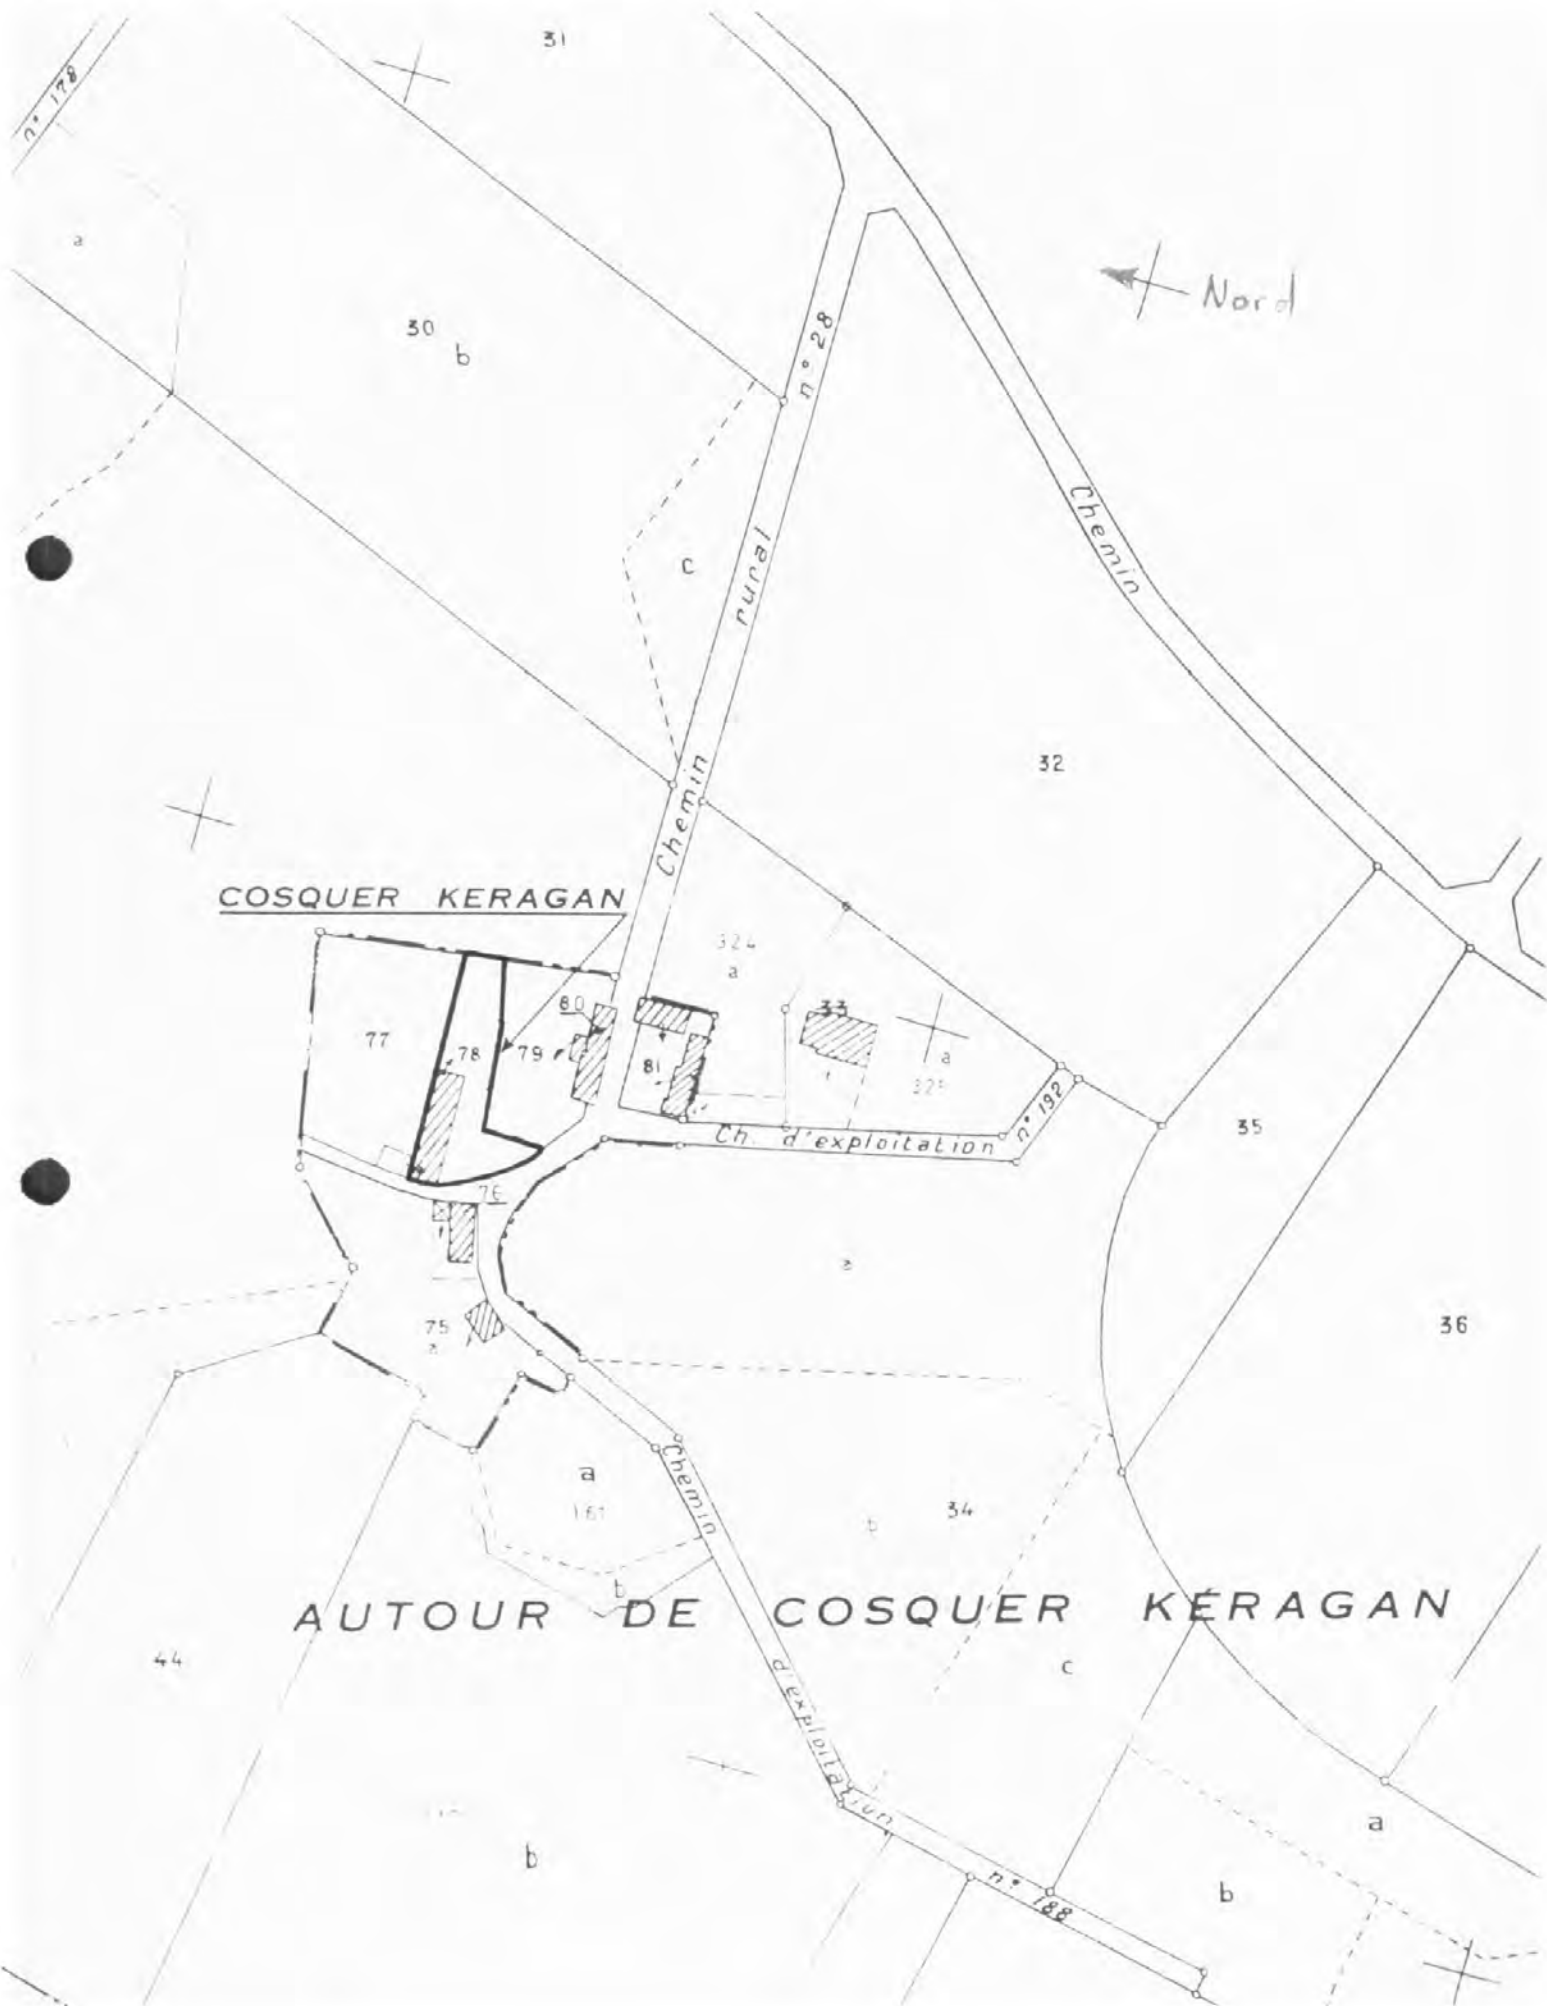 31
n° 178
a
Nord
30
b
n° 28
Chemin
c
rural
32
Chemin
COSQUER KERAGAN
324
a
80
33
77
78
79
a
81
n° 192
35
Ch. d'exploitation
76
a
36
75
a
a
Chemin
161
34
b
b
AUTOUR DE COSQUER KÉRAGAN
44
c
d'exploitation
a
b
n° 188
b